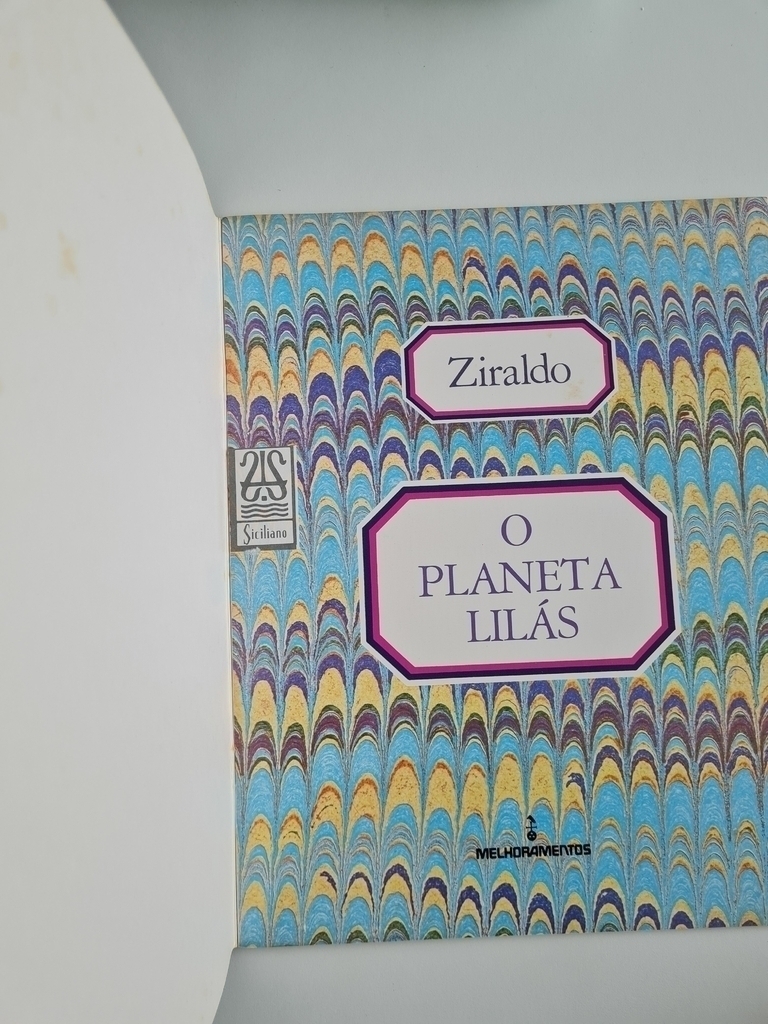 Ziraldo
Siciliano
O
PLANETA
LILÁS
MELHORAMENTOS